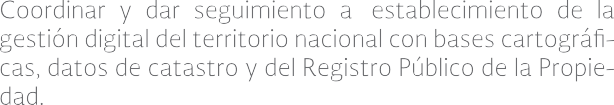 Coordinar y dar seguimiento a establecimiento de la
gestión digital del territorio nacional con bases cartográfi-
cas, datos de catastro y del Registro Público de la Propie-
dad.